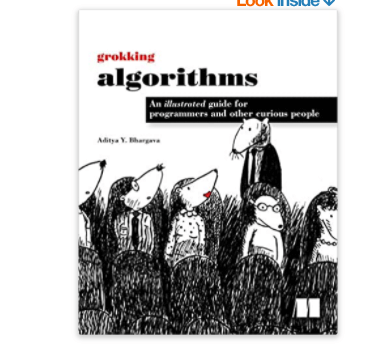 Look Inside
grokking
algorithms
An illustrated guide for
programmers and other curious people
Aditya Y. Bhargava